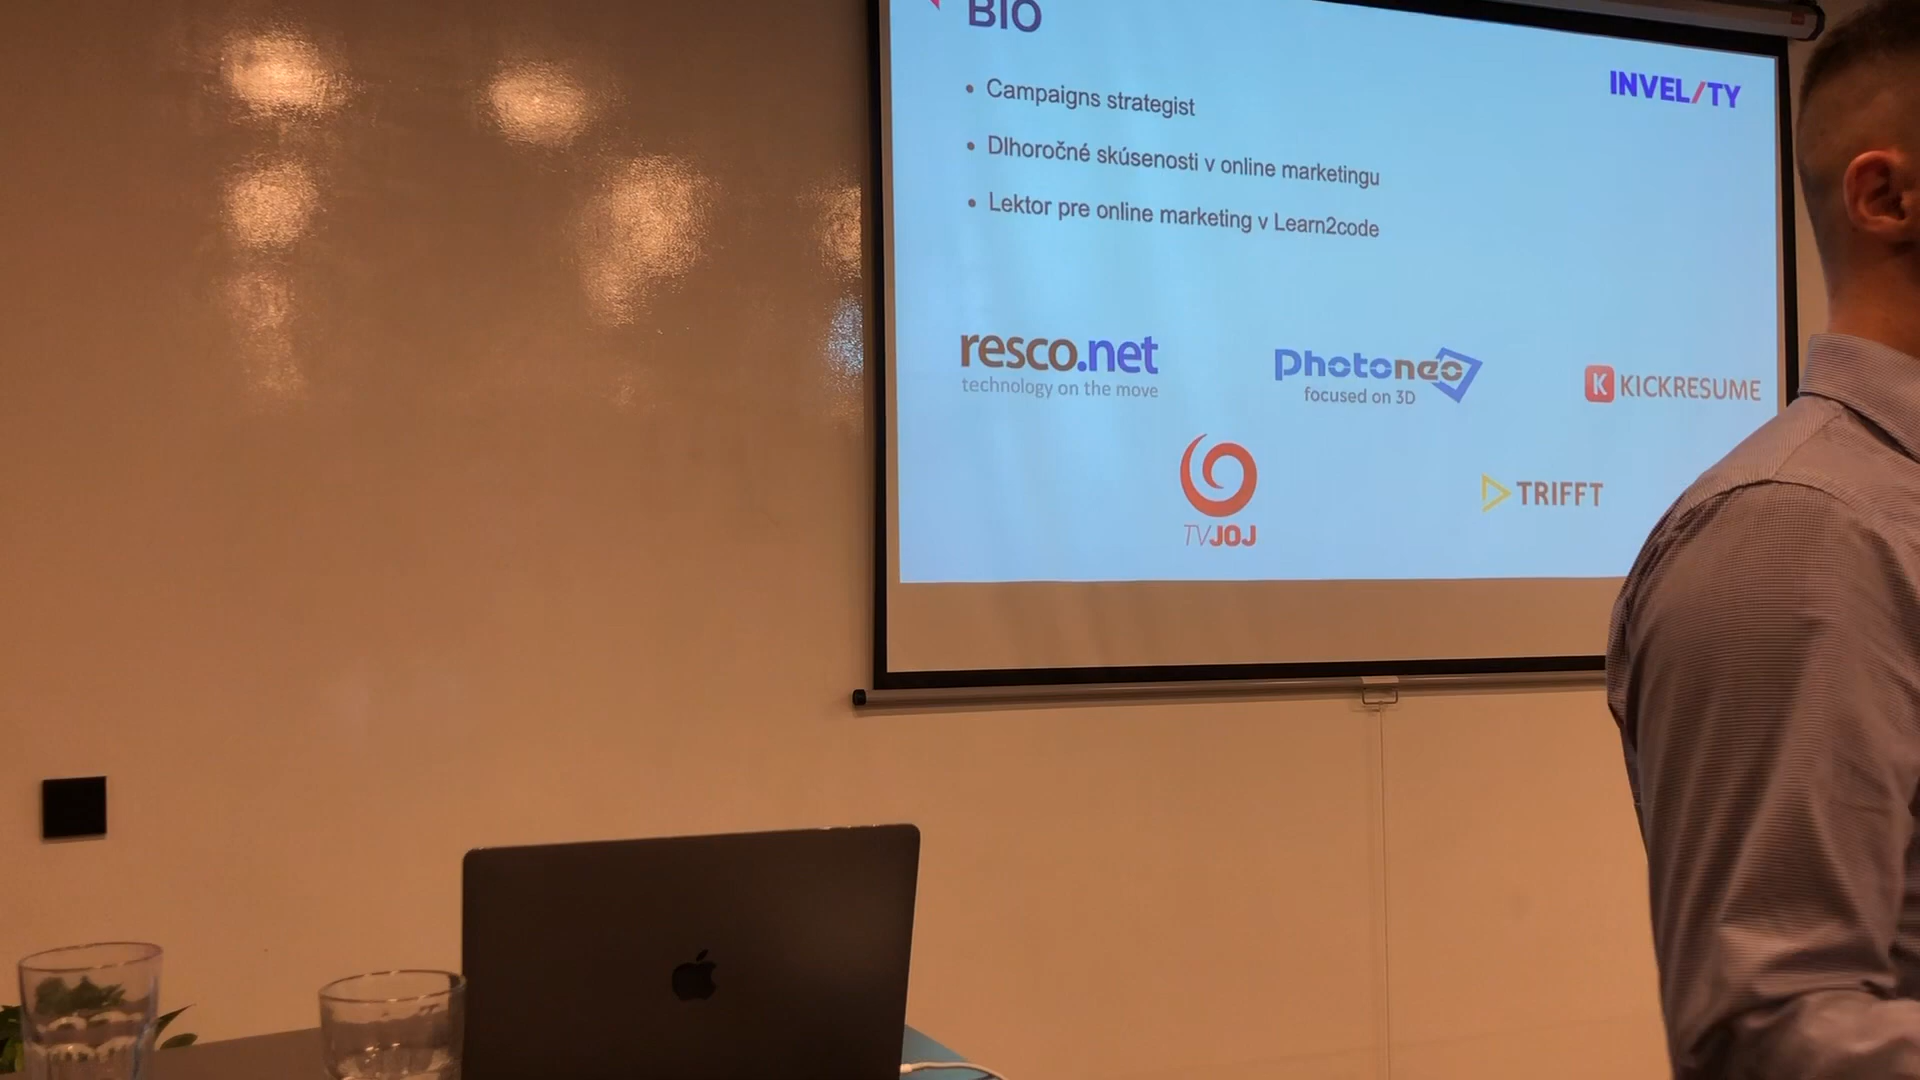 BIO
INVEL/TY
Campaigns strategist
Dlhoročné skúsenosti v online marketingu
Lektor pre online marketing v Learn2code
resco.net
technology on the move
Photoneo
focused on 3D
K KICKRESUME
TVJOJ
TRIFFT